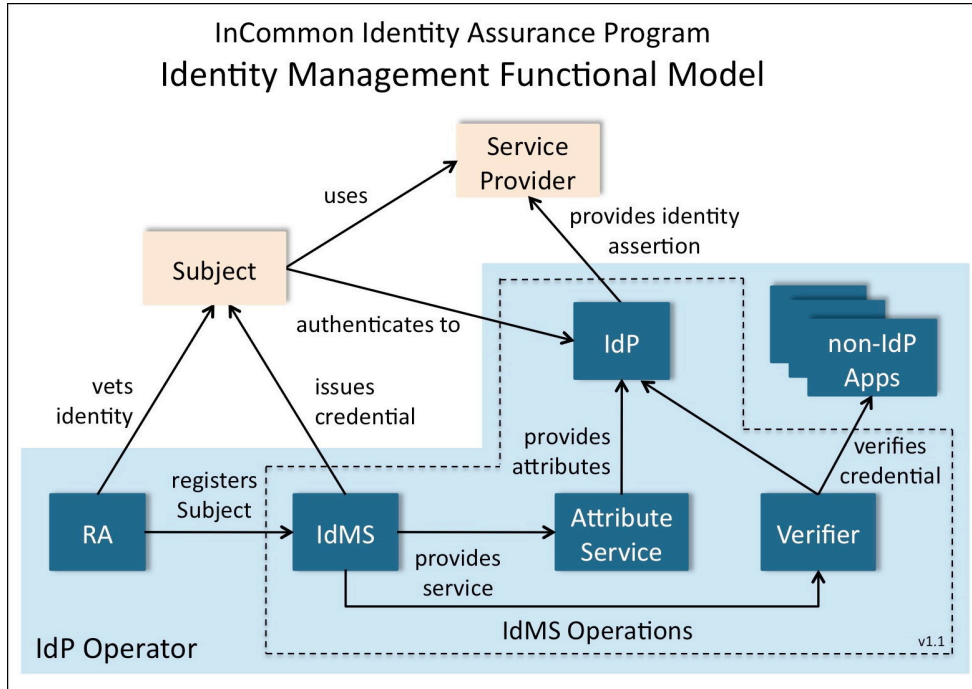 InCommon Identity Assurance Program
Identity Management Functional Model
Service
Provider
uses
provides identity
assertion
Subject
authenticates to
IdP
non-IdP
Apps
vets
identity
issues
credential
provides
attributes
verifies
credential
registers
Subject
RA
IdMS
Attribute
Service
Verifier
provides
service
IdMS Operations
IdP Operator
v1.1